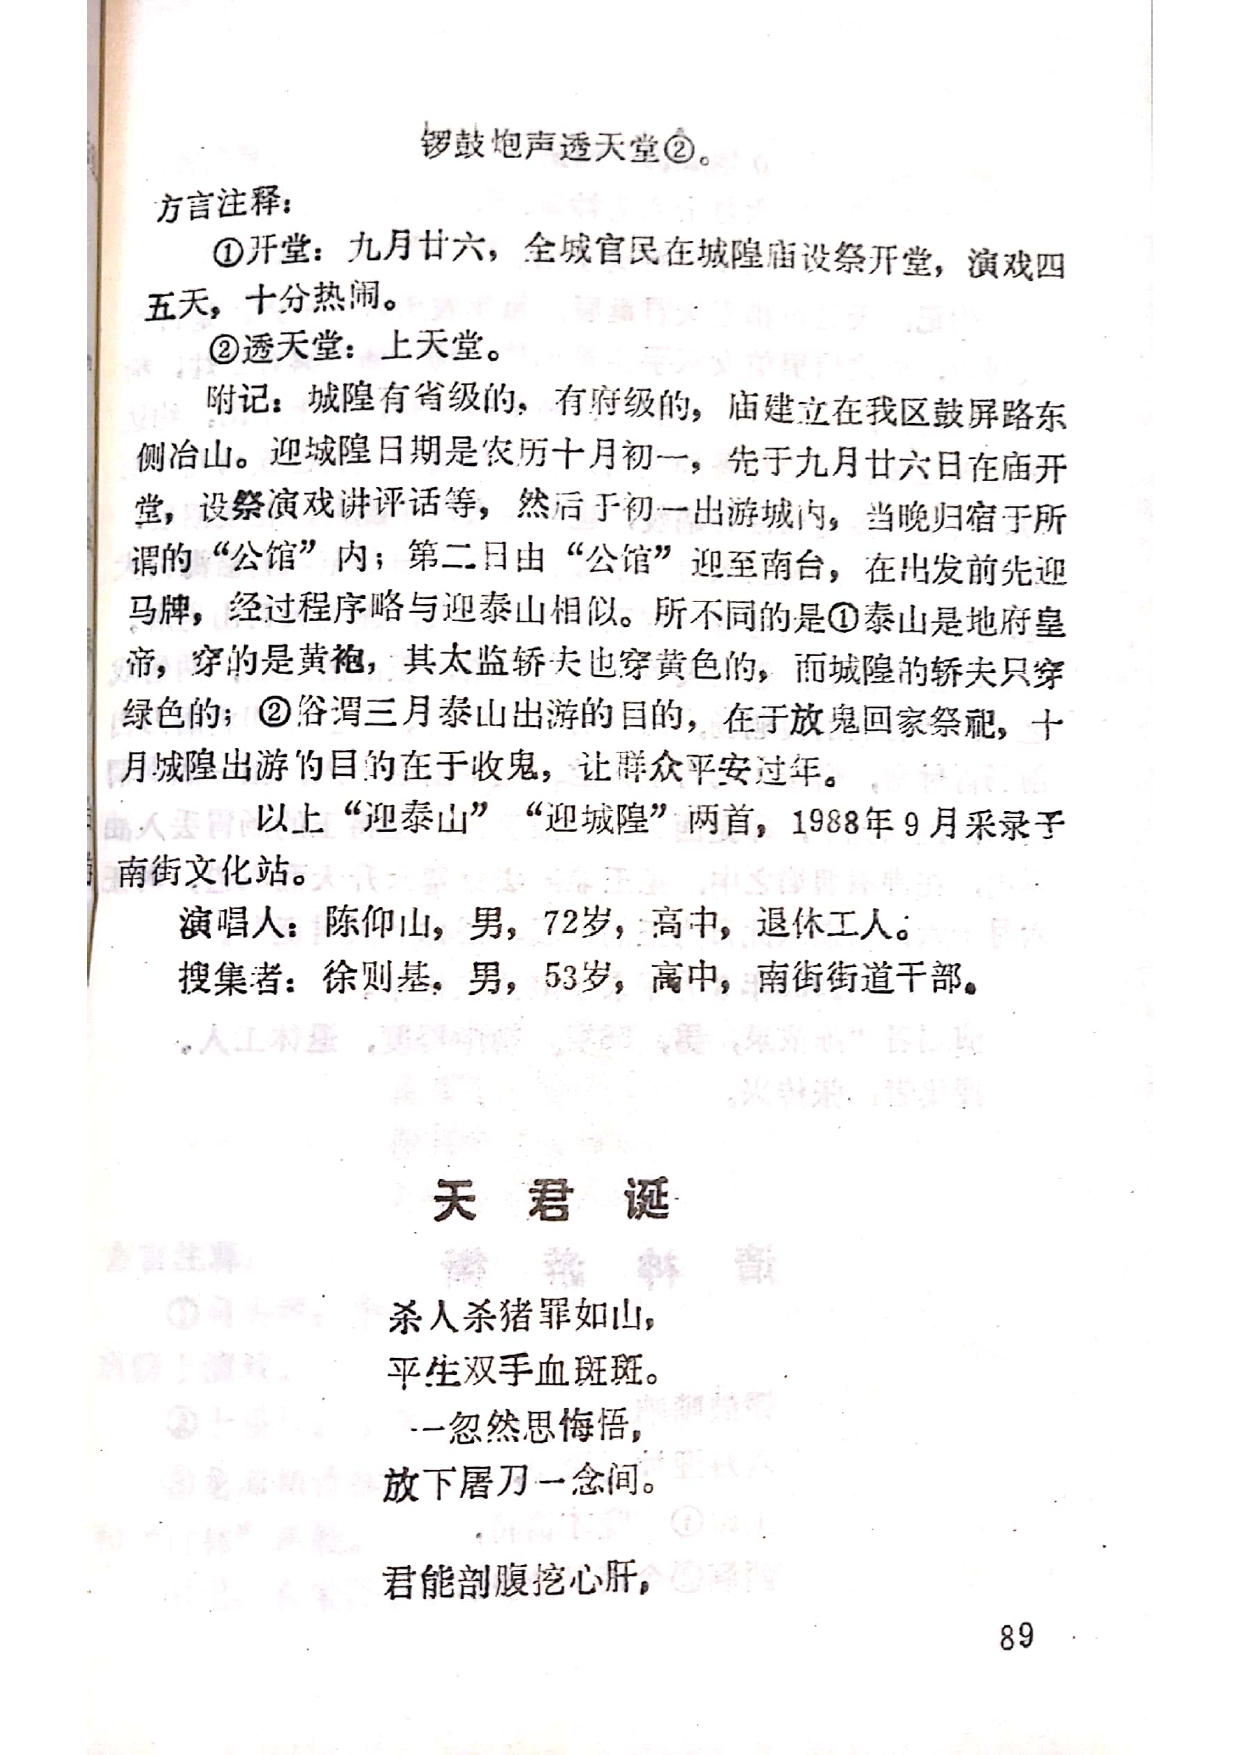 锣鼓炮声透天堂②。
方言注释：
①开堂：九月廿六，全城官民在城隍庙设祭开堂，演戏四
五天，十分热闹。
②透天堂：上天堂。
附记：城隍有省级的，有府级的，庙建立在我区鼓屏路东
侧冶山。迎城隍日期是农历十月初一，先于九月廿六日在庙开
堂，设祭演戏讲评话等，然后于初一出游城内，当晚归宿于所
谓的“公馆”内；第二日由“公馆”迎至南台，在出发前先迎
马牌，经过程序略与迎泰山相似。所不同的是①泰山是地府皇
帝，穿的是黄袍，其太监轿夫也穿黄色的，而城隍的轿夫只穿
绿色的；②俗谓三月泰山出游的目的，在于放鬼回家祭祀，十
月城隍出游的目的在于收鬼，让群众平安过年。
以上“迎泰山”“迎城隍”两首，1988年9月采录于
南街文化站。
演唱人：陈仰山，男，72岁，高中，退休工人。
搜集者：徐则基，男，53岁，高中，南街街道干部。
天君诞
杀人杀猪罪如山，
平生双手血斑斑。
一忽然思悔悟，
放下屠刀一念间。
君能剖腹挖心肝，
89